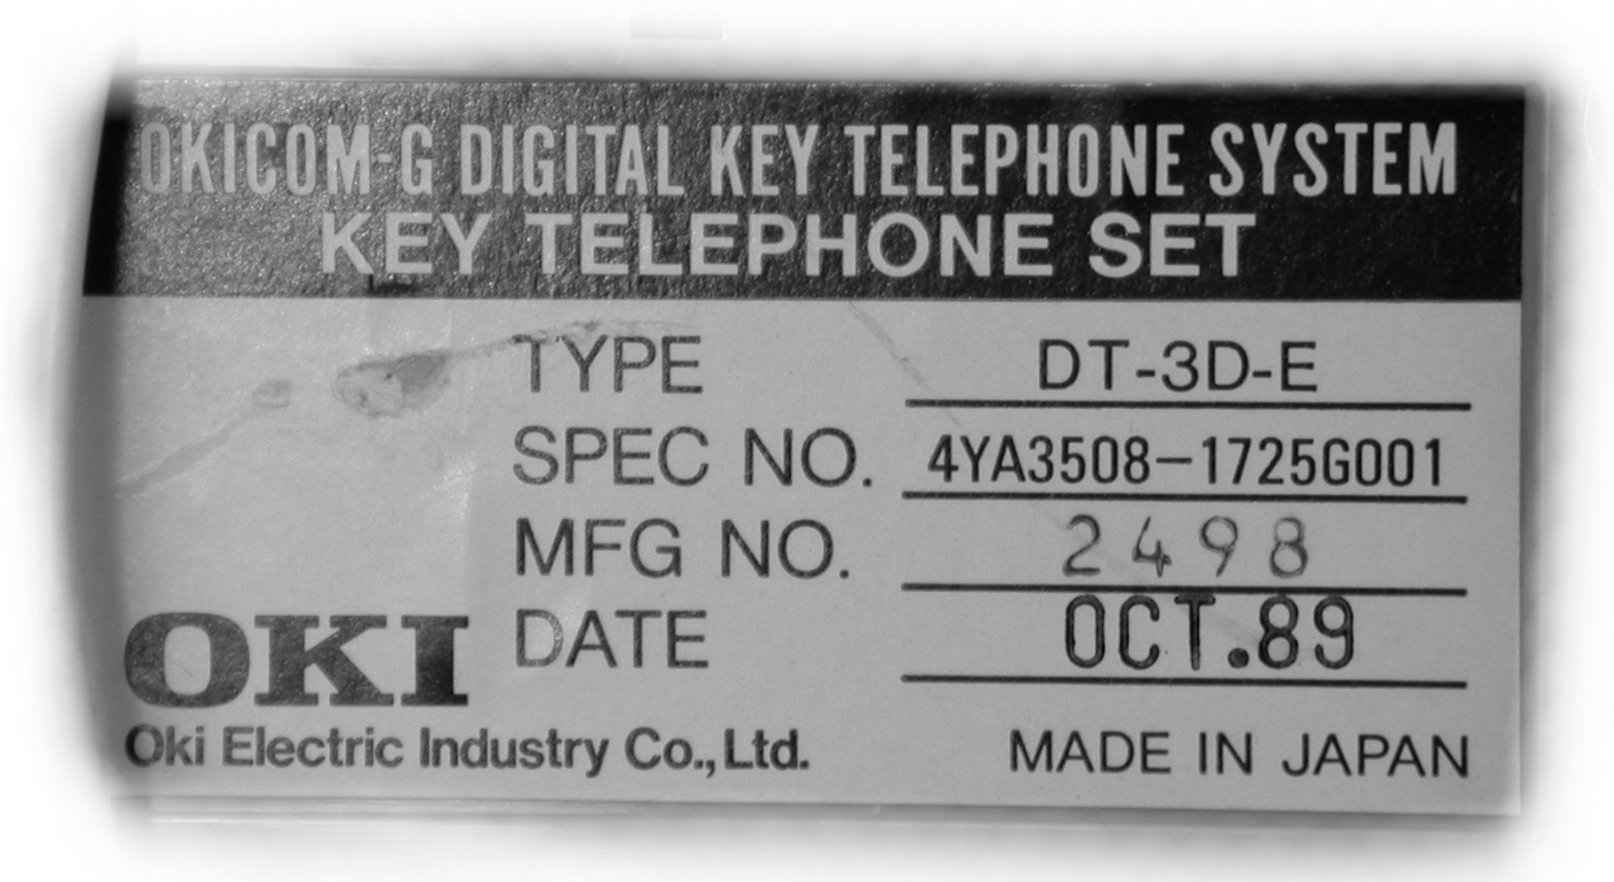 OKICOM-G DIGITAL KEY TELEPHONE SYSTEM
KEY TELEPHONE SET
TYPE DT-3D-E
SPEC NO. 4YA3508-1725G001
MFG NO. 2498
DATE OCT.89
OKI
Oki Electric Industry Co., Ltd. MADE IN JAPAN